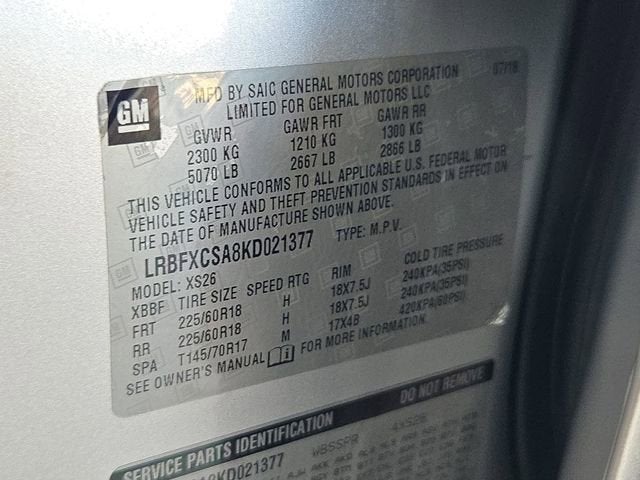 GM
MFD BY SAIC GENERAL MOTORS CORPORATION 07/18
LIMITED FOR GENERAL MOTORS LLC
GVWR GAWR FRT GAWR RR
2300 KG 1210 KG 1300 KG
5070 LB 2667 LB 2866 LB
THIS VEHICLE CONFORMS TO ALL APPLICABLE U.S. FEDERAL MOTOR
VEHICLE SAFETY AND THEFT PREVENTION STANDARDS IN EFFECT ON
THE DATE OF MANUFACTURE SHOWN ABOVE.
LRBFXCSA8KD021377 TYPE: M.P.V.
MODEL: XS26
XBBF TIRE SIZE SPEED RTG RIM COLD TIRE PRESSURE
FRT 225/60R18 H 18X7.5J 240KPA(35PSI)
RR 225/60R18 H 18X7.5J 240KPA(35PSI)
SPA T145/70R17 M 17X4B 420KPA(60PSI)
SEE OWNER'S MANUAL FOR MORE INFORMATION.
SERVICE PARTS IDENTIFICATION DO NOT REMOVE
A8KD021377 WBSSPR 4XS26